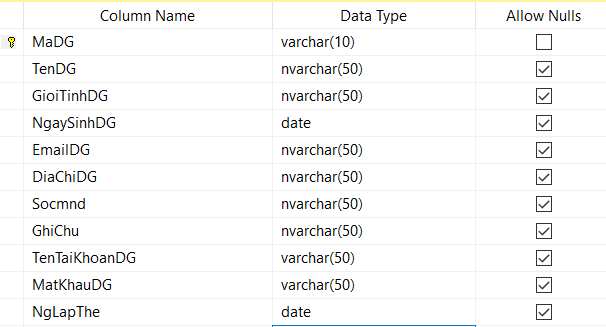 Column Name Data Type Allow Nulls
MaDG varchar(10)
TenDG nvarchar(50)
GioiTinhDG nvarchar(50)
NgaySinhDG date
EmailDG nvarchar(50)
DiaChiDG nvarchar(50)
Socmnd nvarchar(50)
GhiChu nvarchar(50)
TenTaiKhoanDG varchar(50)
MatKhauDG varchar(50)
NgLapThe date